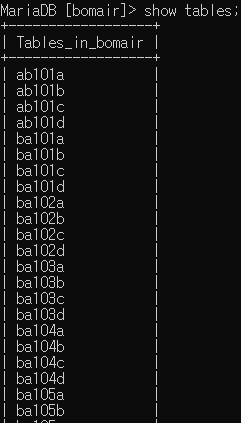 MariaDB [bomair]> show tables;
+------------------+
| Tables_in_bomair |
+------------------+
| ab101a           |
| ab101b           |
| ab101c           |
| ab101d           |
| ba101a           |
| ba101b           |
| ba101c           |
| ba101d           |
| ba102a           |
| ba102b           |
| ba102c           |
| ba102d           |
| ba103a           |
| ba103b           |
| ba103c           |
| ba103d           |
| ba104a           |
| ba104b           |
| ba104c           |
| ba104d           |
| ba105a           |
| ba105b           |